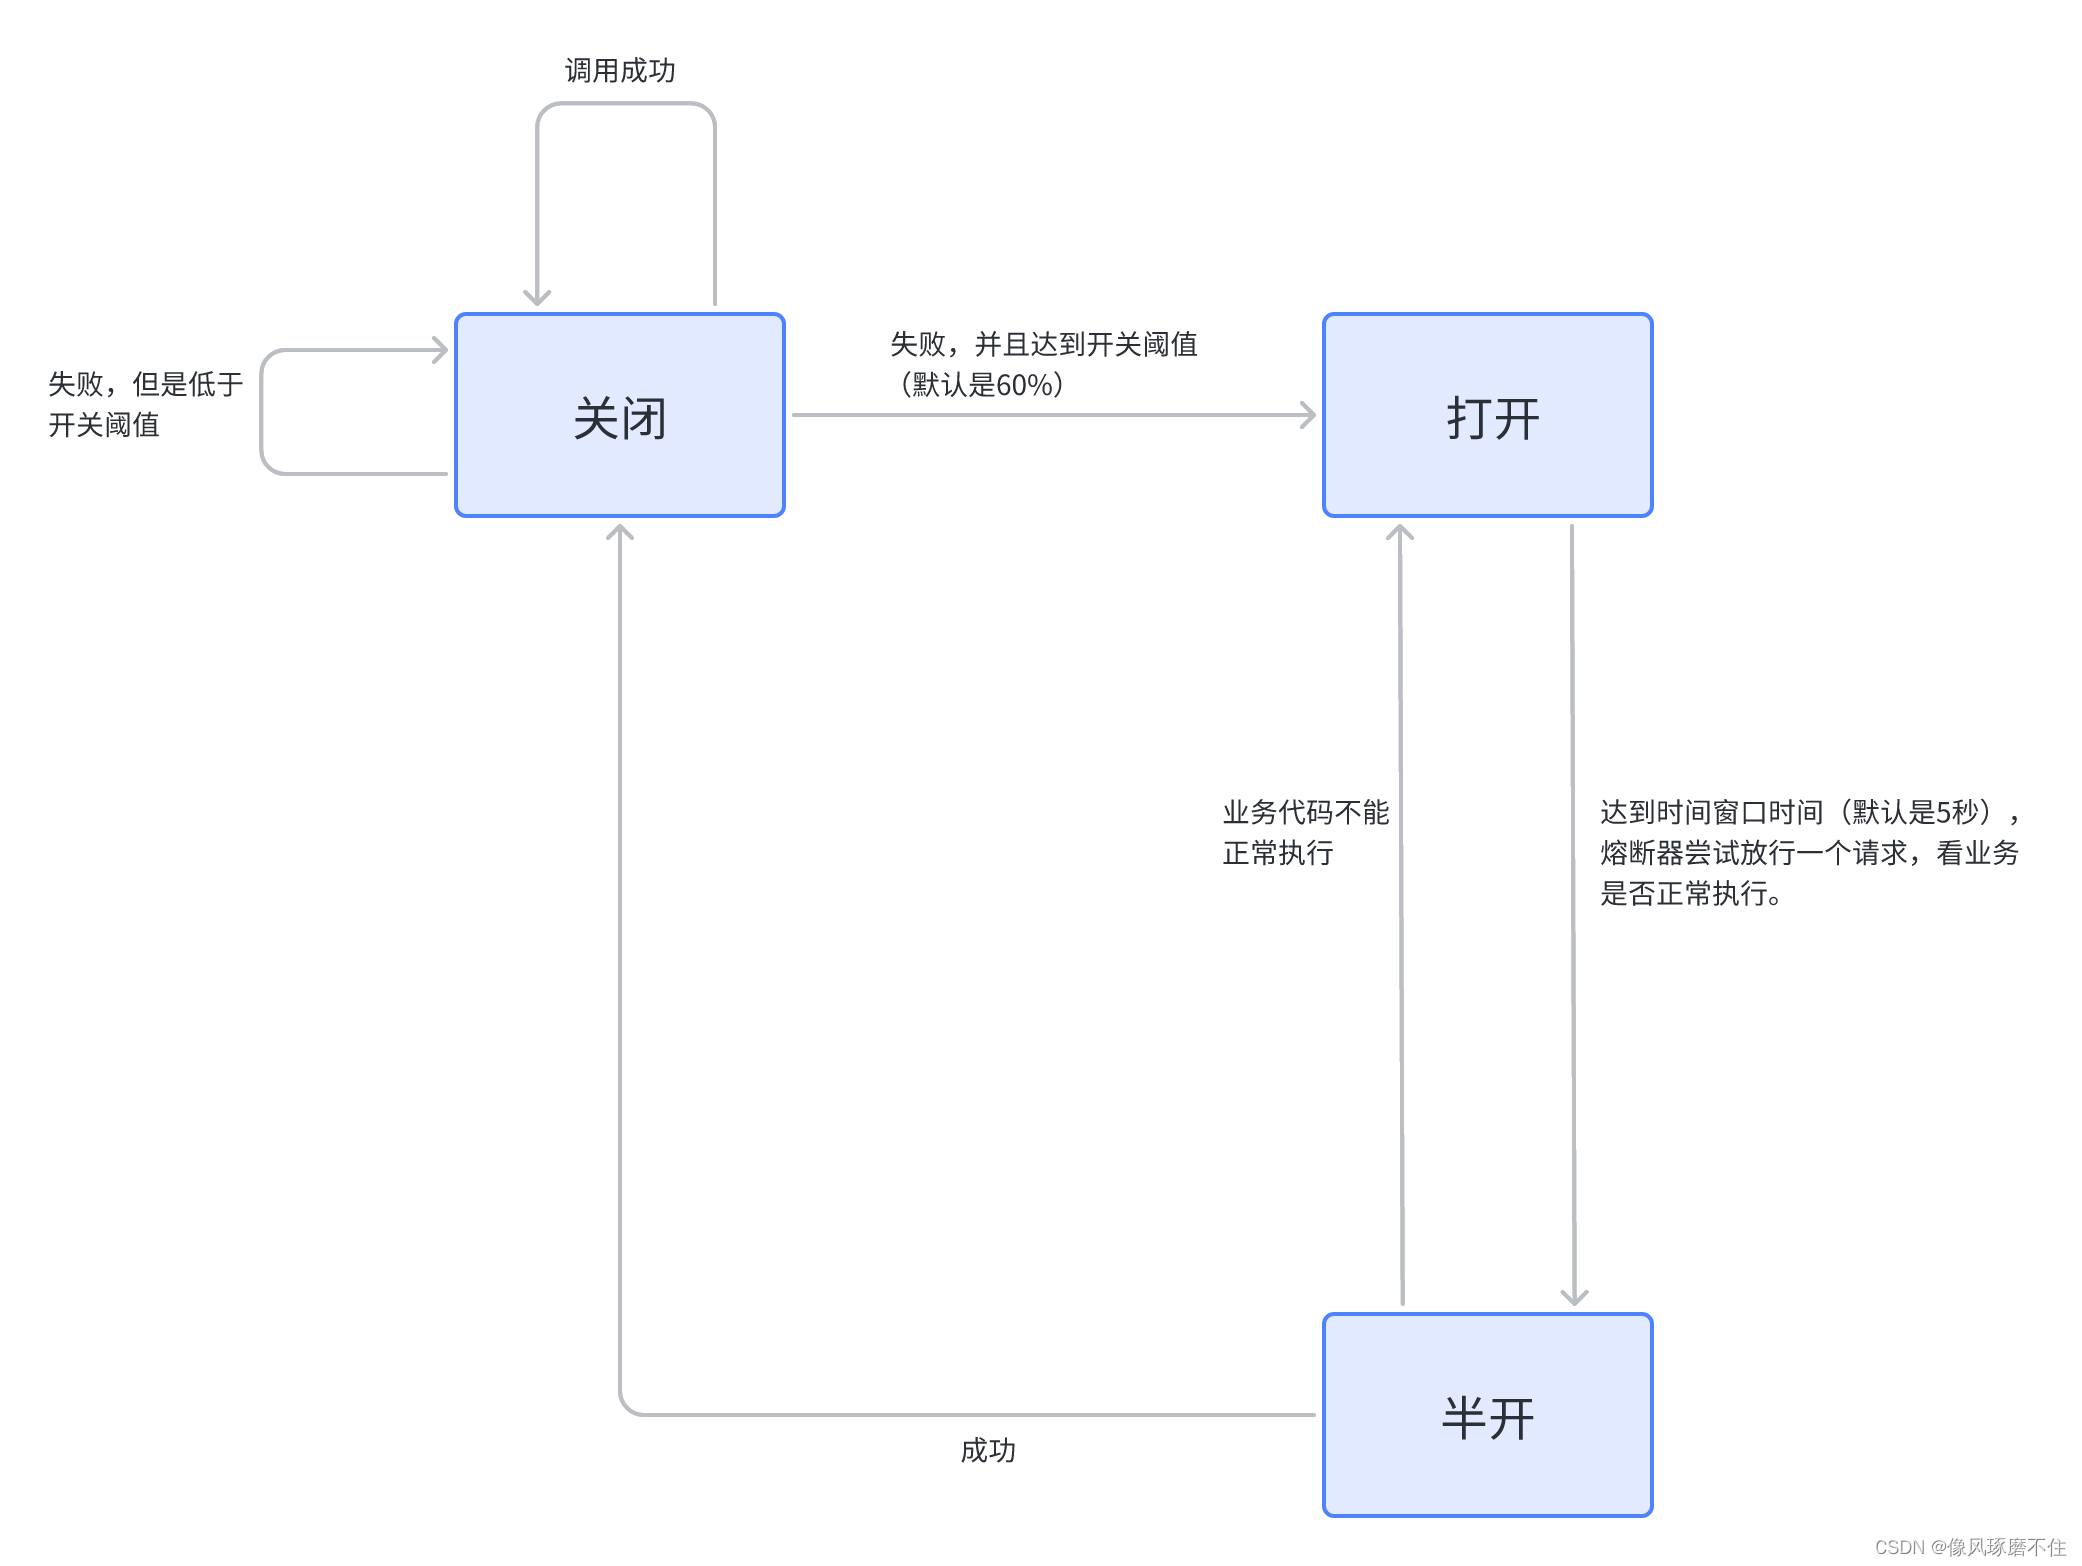 调用成功
失败，但是低于
开关阈值
关闭
失败，并且达到开关阈值
（默认是60%）
打开
业务代码不能
正常执行
达到时间窗口时间（默认是5秒），
熔断器尝试放行一个请求，看业务
是否正常执行。
半开
成功
CSDN @像风琢磨不住